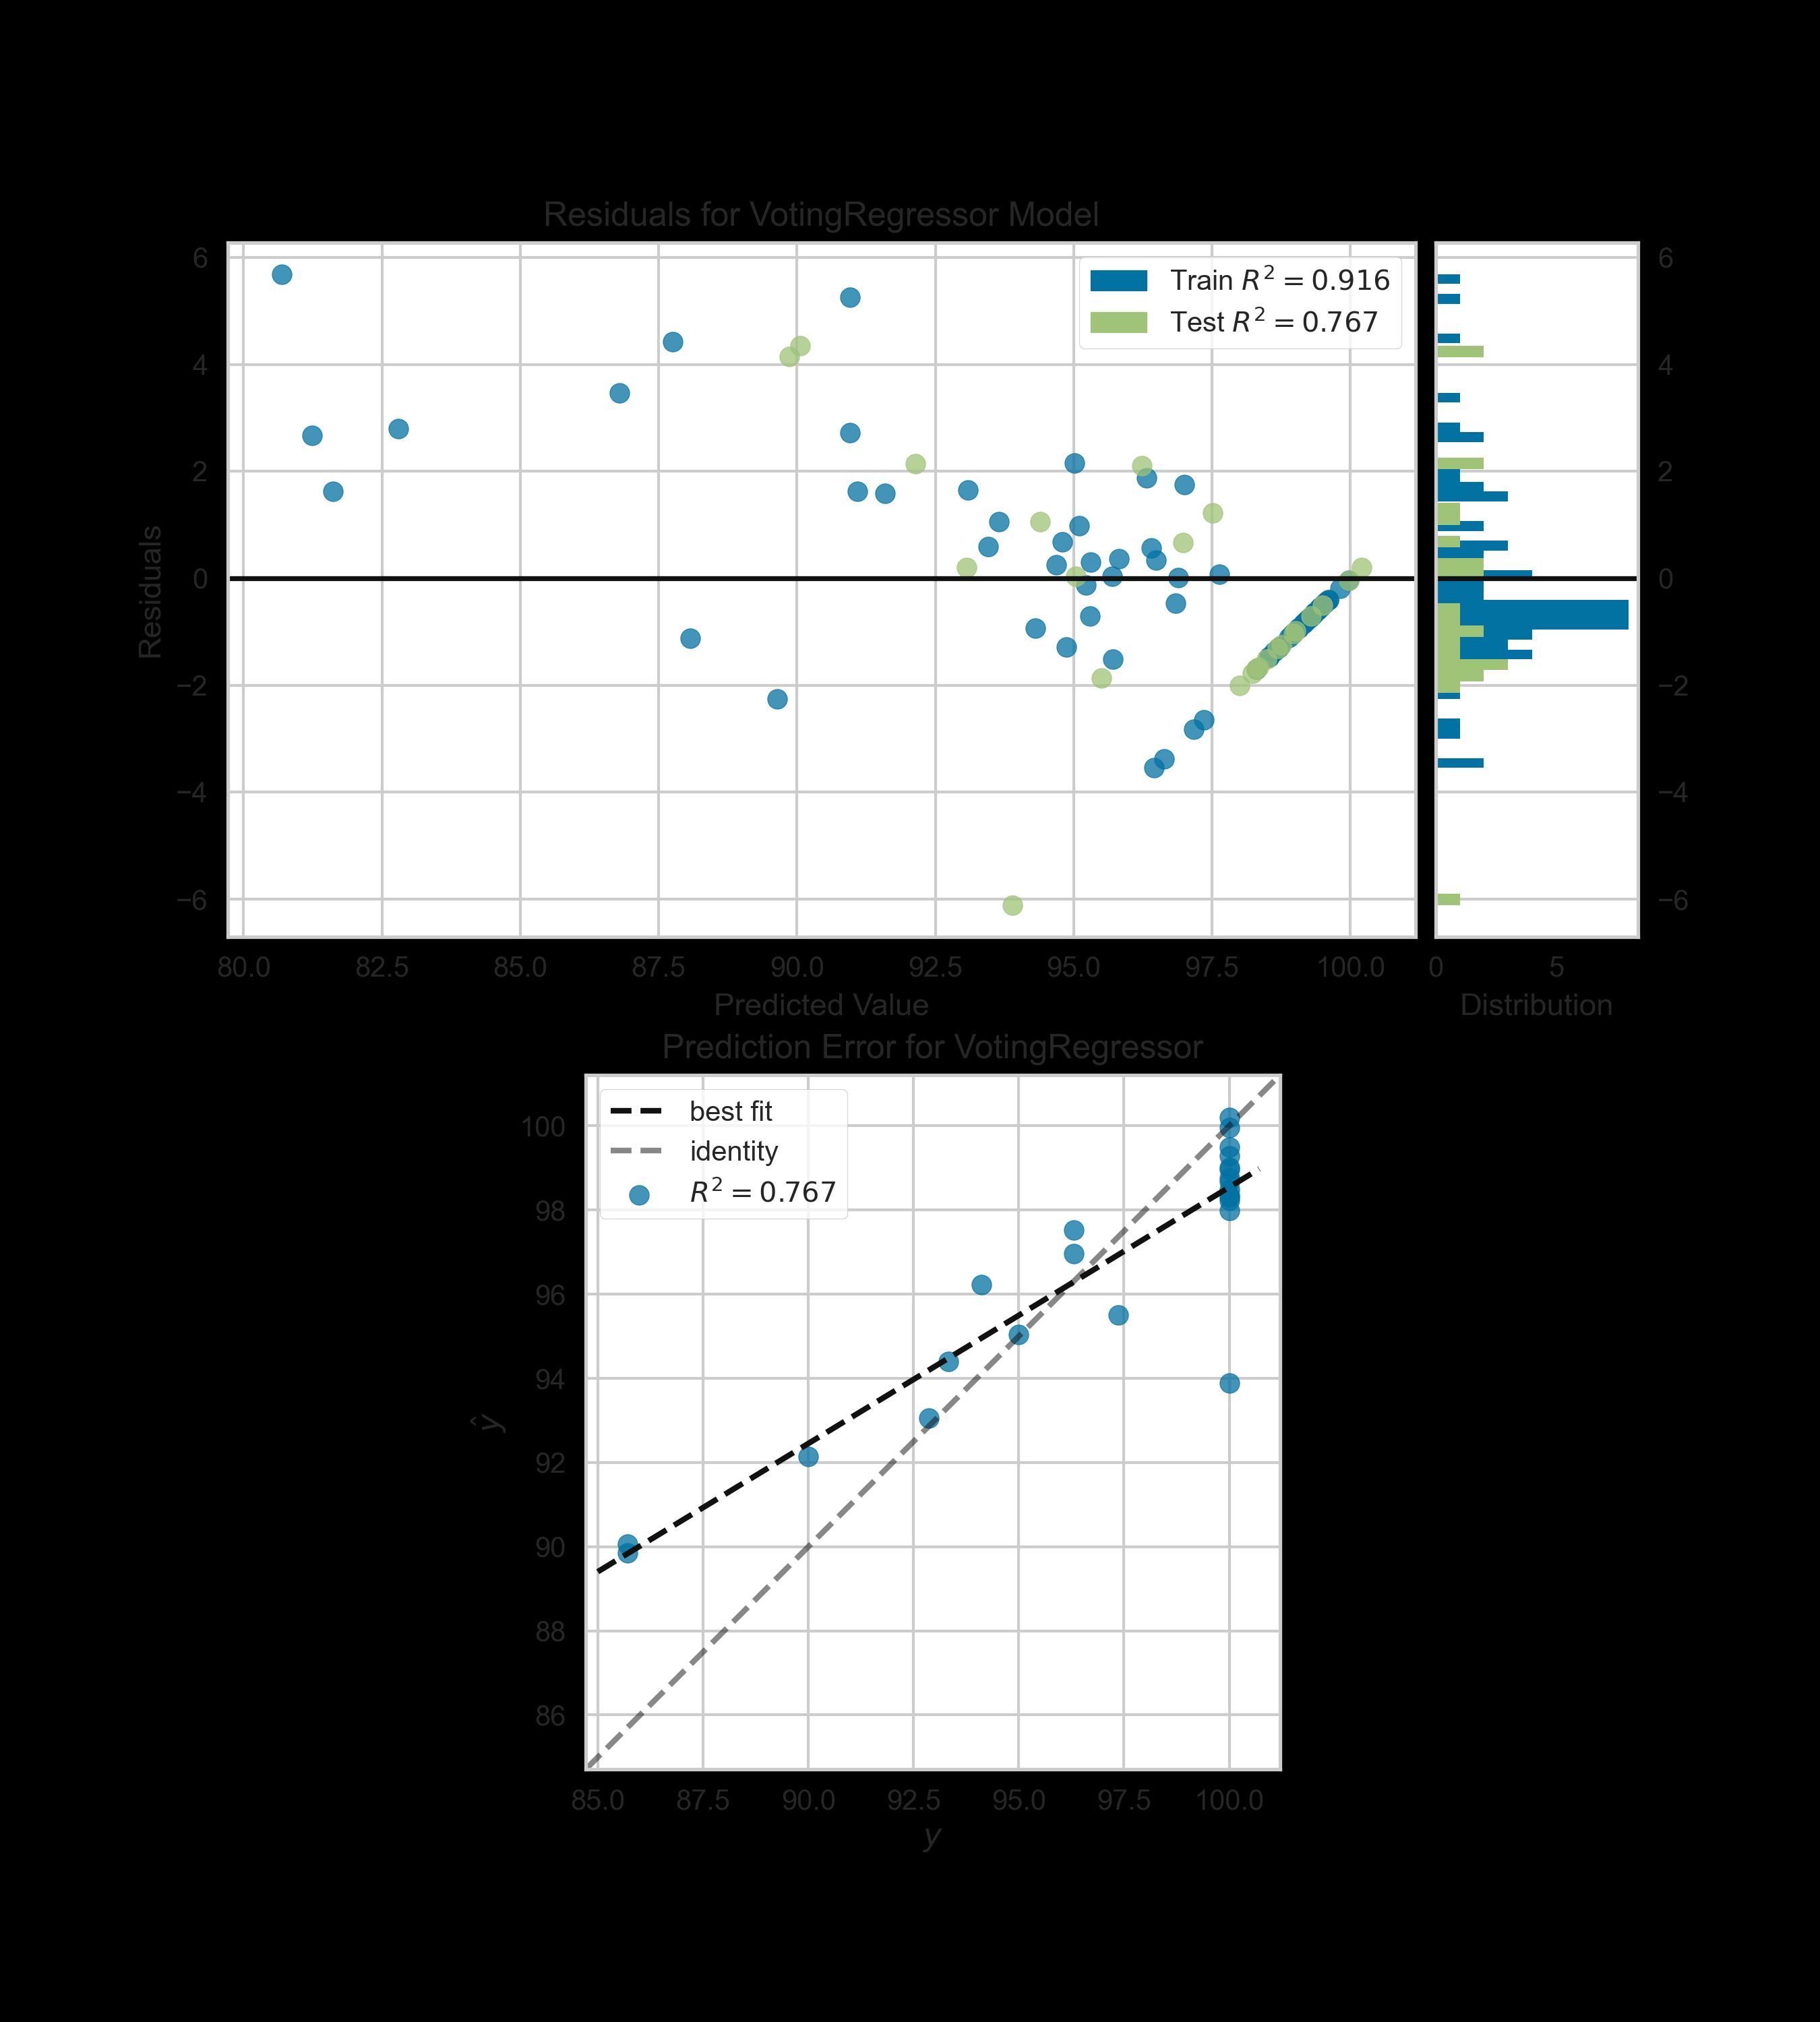 Residuals for VotingRegressor Model
6
4
2
0
−2
−4
−6
Residuals
Train R² = 0.916
Test R² = 0.767
80.0 82.5 85.0 87.5 90.0 92.5 95.0 97.5 100.0
Predicted Value
6
4
2
0
−2
−4
−6
0 5
Distribution
Prediction Error for VotingRegressor
best fit
identity
R² = 0.767
100
98
96
94
92
90
88
86
ŷ
85.0 87.5 90.0 92.5 95.0 97.5 100.0
y